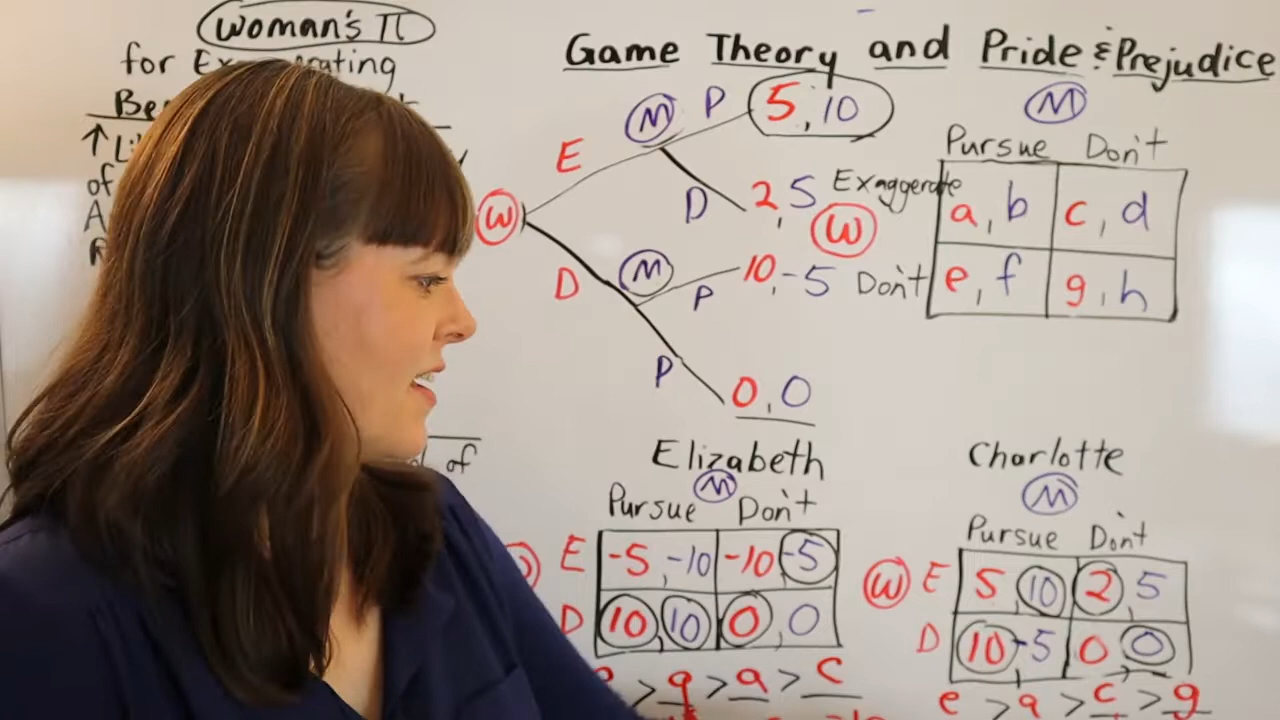 Woman's Π
for
Game Theory and Pride & Prejudice
W
E
M
P
5, 10
D
2, 5
D
M
P
10, -5
P
0, 0
M
Pursue Don't
Exaggerate
a, b c, d
W
Don't
e, f g, h
of
Elizabeth
M
Pursue Don't
E -5, -10 -10, -5
D 10, 10 0, 0
> g > a > c
Charlotte
M
Pursue Don't
W
E 5, 10 2, 5
D 10, -5 0, 0
e > a > c > g